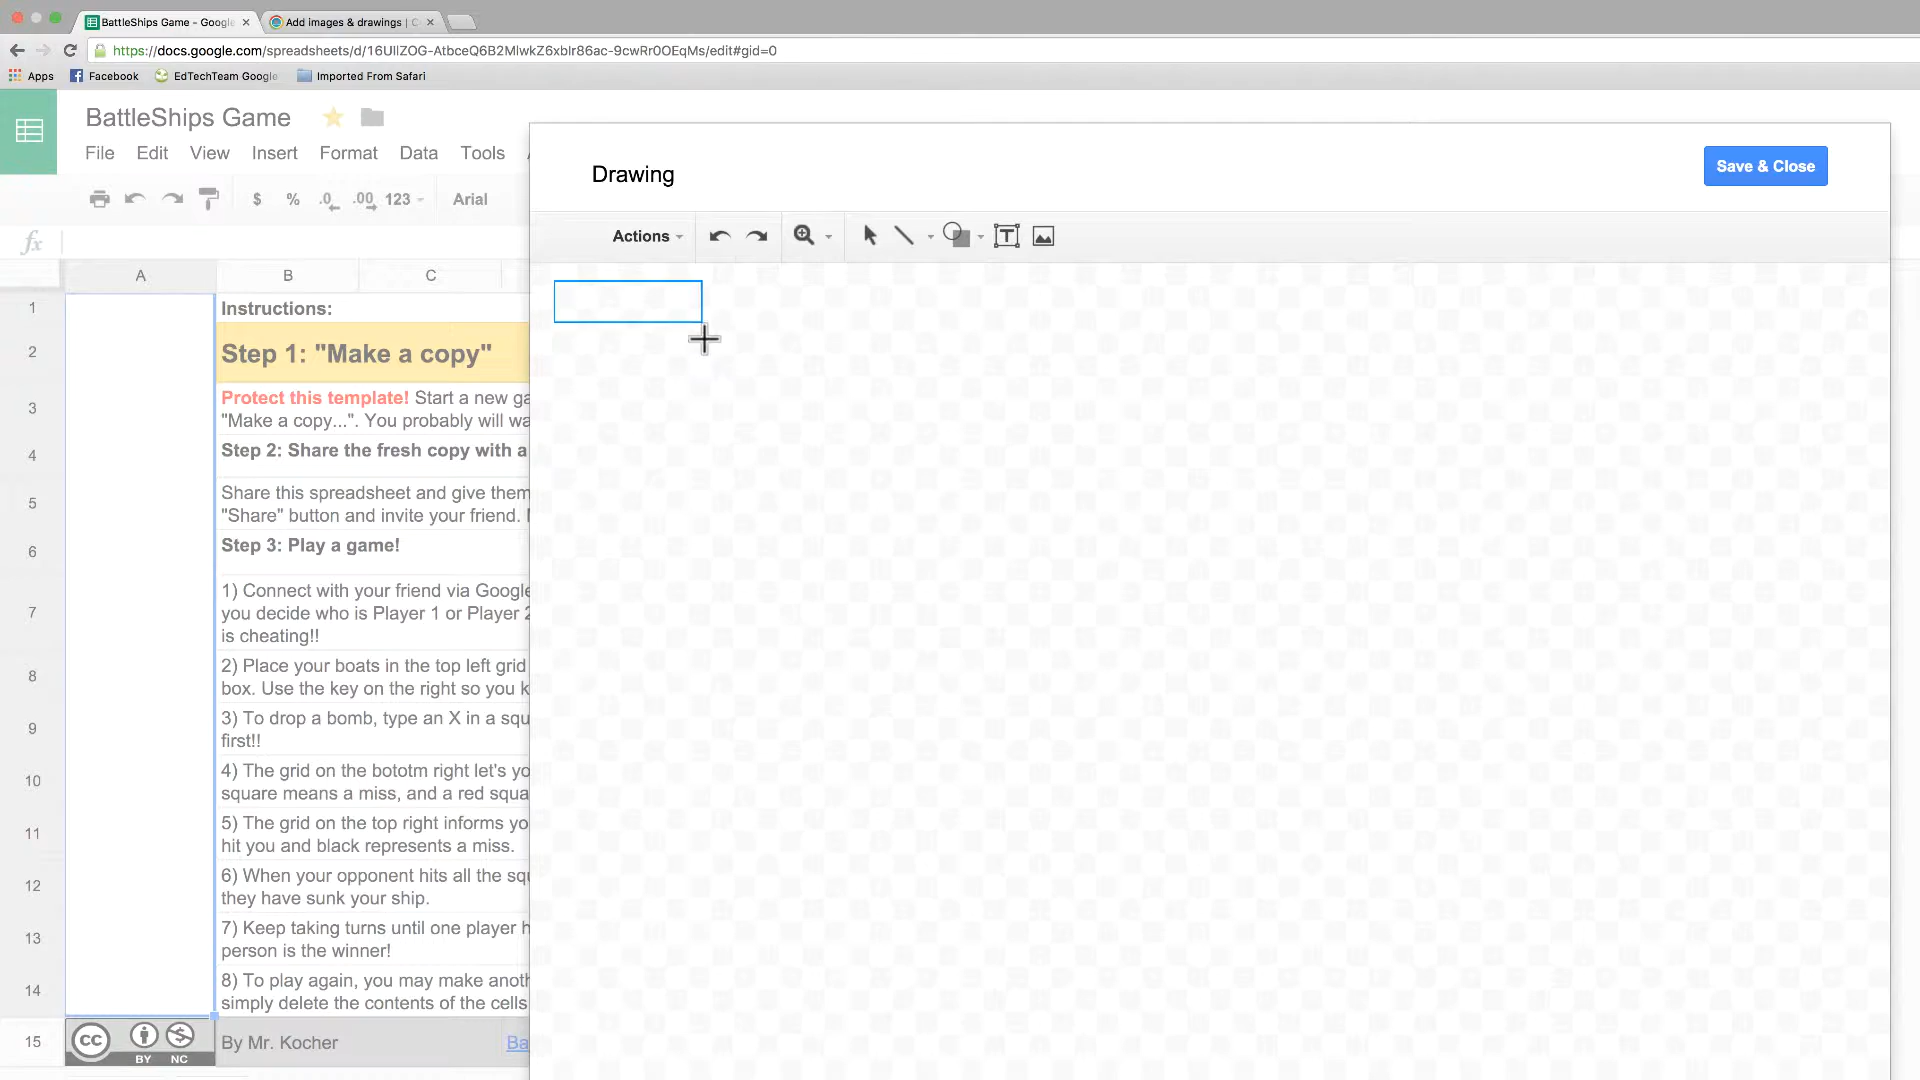 BattleShips Game - Google
Add images & drawings | C
https://docs.google.com/spreadsheets/d/16UIlZOG-AtbceQ6B2MlwkZ6xblr86ac-9cwRr0OEqMs/edit#gid=0
Apps Facebook EdTechTeam Google Imported From Safari
BattleShips Game
File Edit View Insert Format Data Tools
$ % .0 .00 123 Arial
fx
A B C
Drawing
Save & Close
Actions
1 Instructions:
2 Step 1: "Make a copy"
3 Protect this template! Start a new ga
"Make a copy...". You probably will wa
4 Step 2: Share the fresh copy with a
5 Share this spreadsheet and give them
"Share" button and invite your friend.
6 Step 3: Play a game!
7 1) Connect with your friend via Google
you decide who is Player 1 or Player 2
is cheating!!
8 2) Place your boats in the top left grid
box. Use the key on the right so you k
9 3) To drop a bomb, type an X in a squ
first!!
10 4) The grid on the bototm right let's yo
square means a miss, and a red squa
11 5) The grid on the top right informs yo
hit you and black represents a miss.
12 6) When your opponent hits all the squ
they have sunk your ship.
13 7) Keep taking turns until one player h
person is the winner!
14 8) To play again, you may make anoth
simply delete the contents of the cells
15 CC BY NC By Mr. Kocher Ba